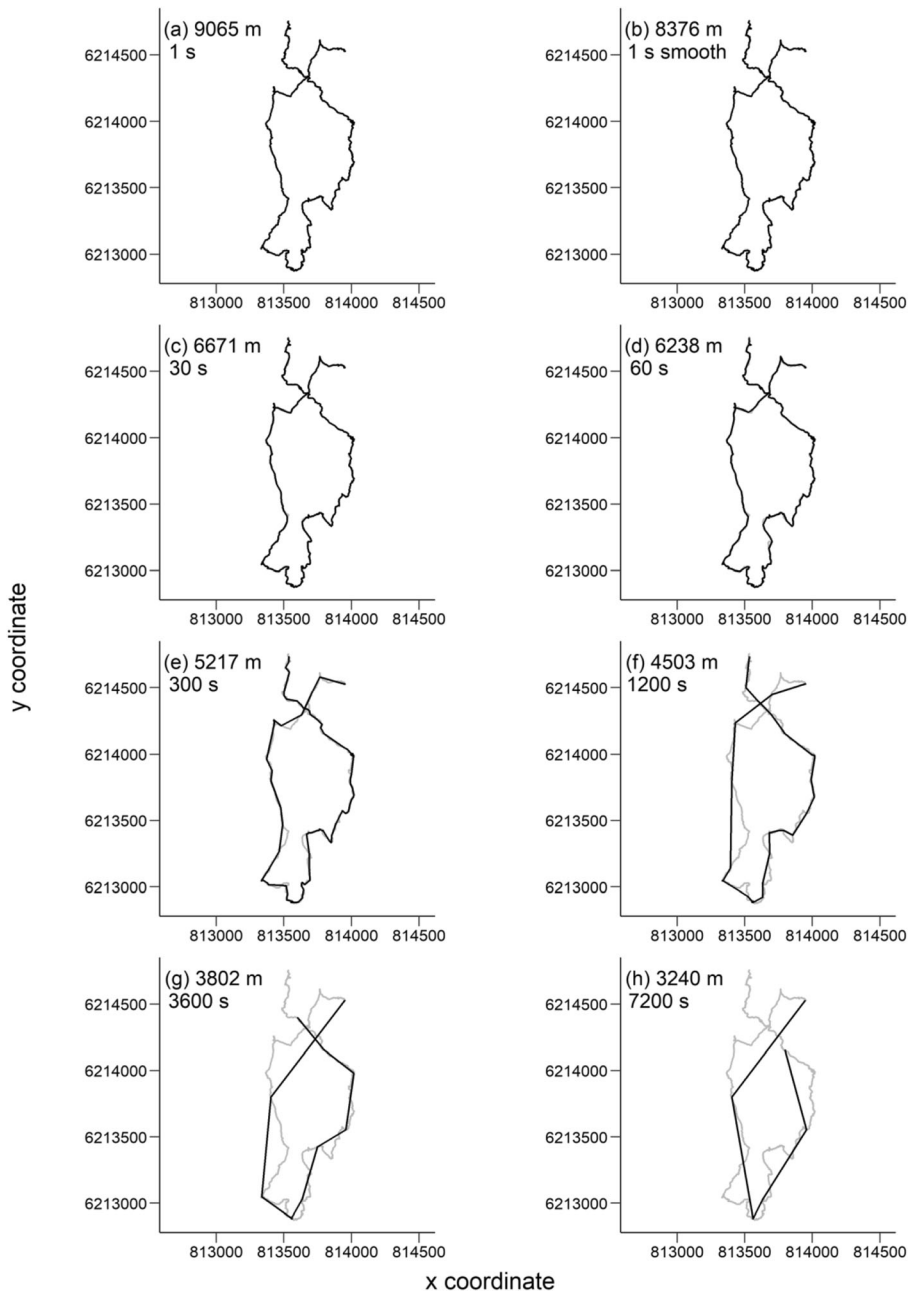 (a) 9065 m
1 s
6214500
6214000
6213500
6213000
813000 813500 814000 814500
(b) 8376 m
1 s smooth
6214500
6214000
6213500
6213000
813000 813500 814000 814500
(c) 6671 m
30 s
6214500
6214000
6213500
6213000
813000 813500 814000 814500
(d) 6238 m
60 s
6214500
6214000
6213500
6213000
813000 813500 814000 814500
(e) 5217 m
300 s
6214500
6214000
6213500
6213000
813000 813500 814000 814500
(f) 4503 m
1200 s
6214500
6214000
6213500
6213000
813000 813500 814000 814500
(g) 3802 m
3600 s
6214500
6214000
6213500
6213000
813000 813500 814000 814500
(h) 3240 m
7200 s
6214500
6214000
6213500
6213000
813000 813500 814000 814500
y coordinate
x coordinate